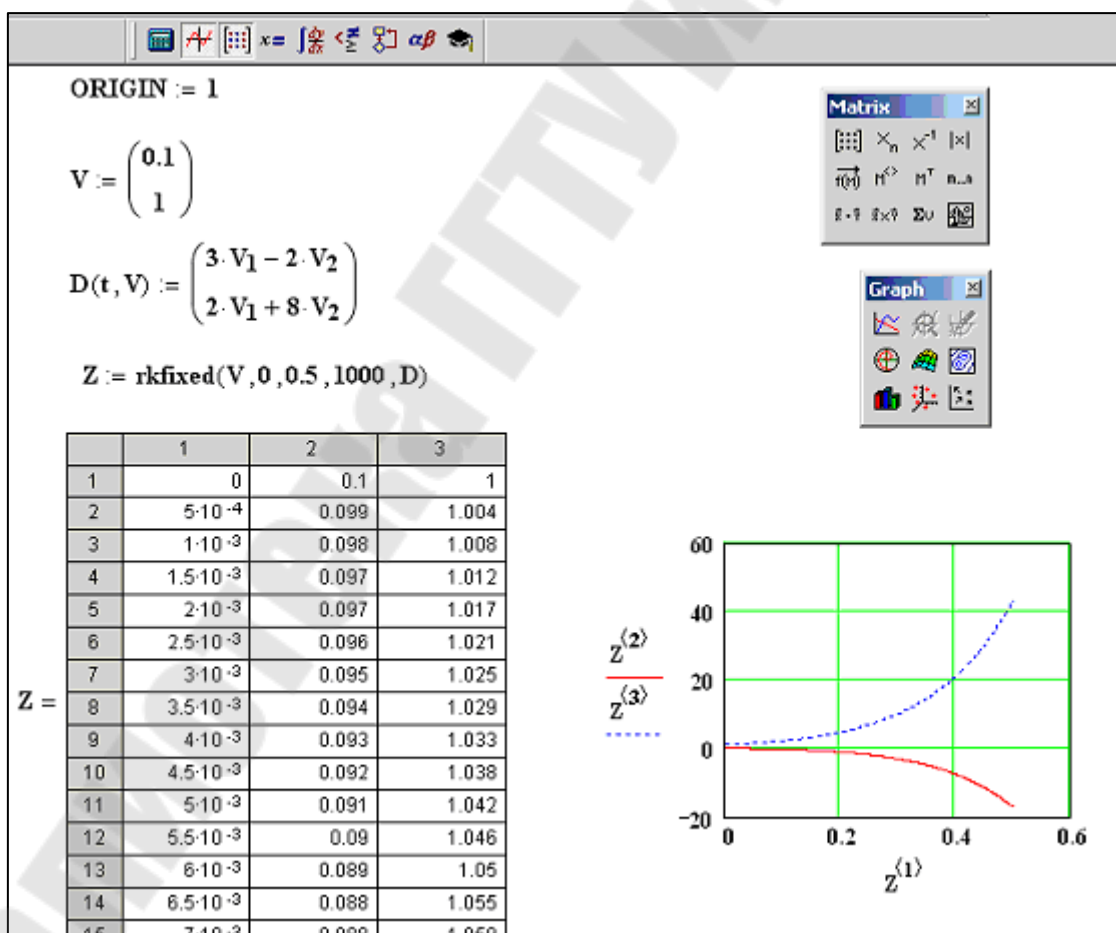 ORIGIN := 1
V := (0.1
1)
D(t,V) := (3·V1 − 2·V2
2·V1 + 8·V2)
Z := rkfixed(V,0,0.5,1000,D)
Matrix
Graph
Z =
1 2 3
1 0 0.1 1
2 5·10 -4 0.099 1.004
3 1·10 -3 0.098 1.008
4 1.5·10 -3 0.097 1.012
5 2·10 -3 0.097 1.017
6 2.5·10 -3 0.096 1.021
7 3·10 -3 0.095 1.025
8 3.5·10 -3 0.094 1.029
9 4·10 -3 0.093 1.033
10 4.5·10 -3 0.092 1.038
11 5·10 -3 0.091 1.042
12 5.5·10 -3 0.09 1.046
13 6·10 -3 0.089 1.05
14 6.5·10 -3 0.088 1.055
60
40
20
0
−20
0 0.2 0.4 0.6
Z⟨2⟩
Z⟨3⟩
Z⟨1⟩